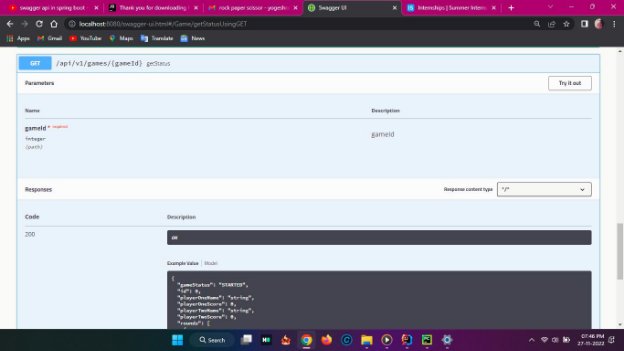 swagger api in spring boot
Thank you for downloading
rock paper scissor - yogeshv
Swagger UI
Internships | Summer Intern
localhost:8080/swagger-ui.html#/Game/getStatusUsingGET
Apps Gmail YouTube Maps Translate News
GET /api/v1/games/{gameId} getStatus
Parameters Try it out
Name Description
gameId * required gameId
integer
(path)
Responses Response content type */*
Code Description
200 OK
Example Value | Model
{
"gameStatus": "STARTED",
"id": 0,
"playerOneName": "string",
"playerOneScore": 0,
"playerTwoName": "string",
"playerTwoScore": 0,
"rounds": [
Search 07:46 PM
27-11-2022